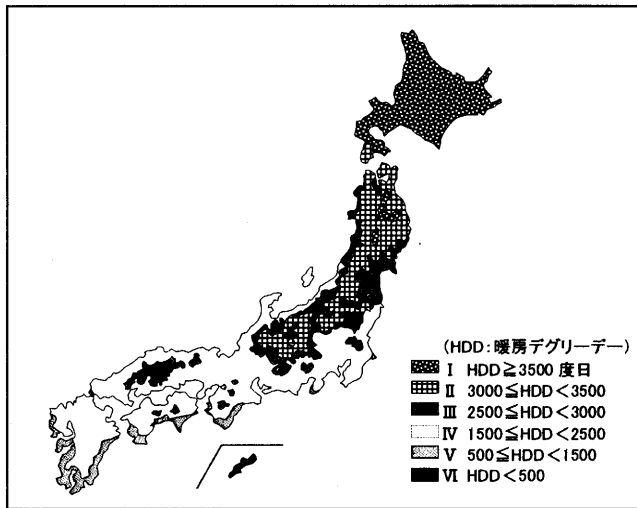 (HDD:暖房デグリーデー)
I HDD≧3500 度日
II 3000≦HDD<3500
III 2500≦HDD<3000
IV 1500≦HDD<2500
V 500≦HDD<1500
VI HDD<500